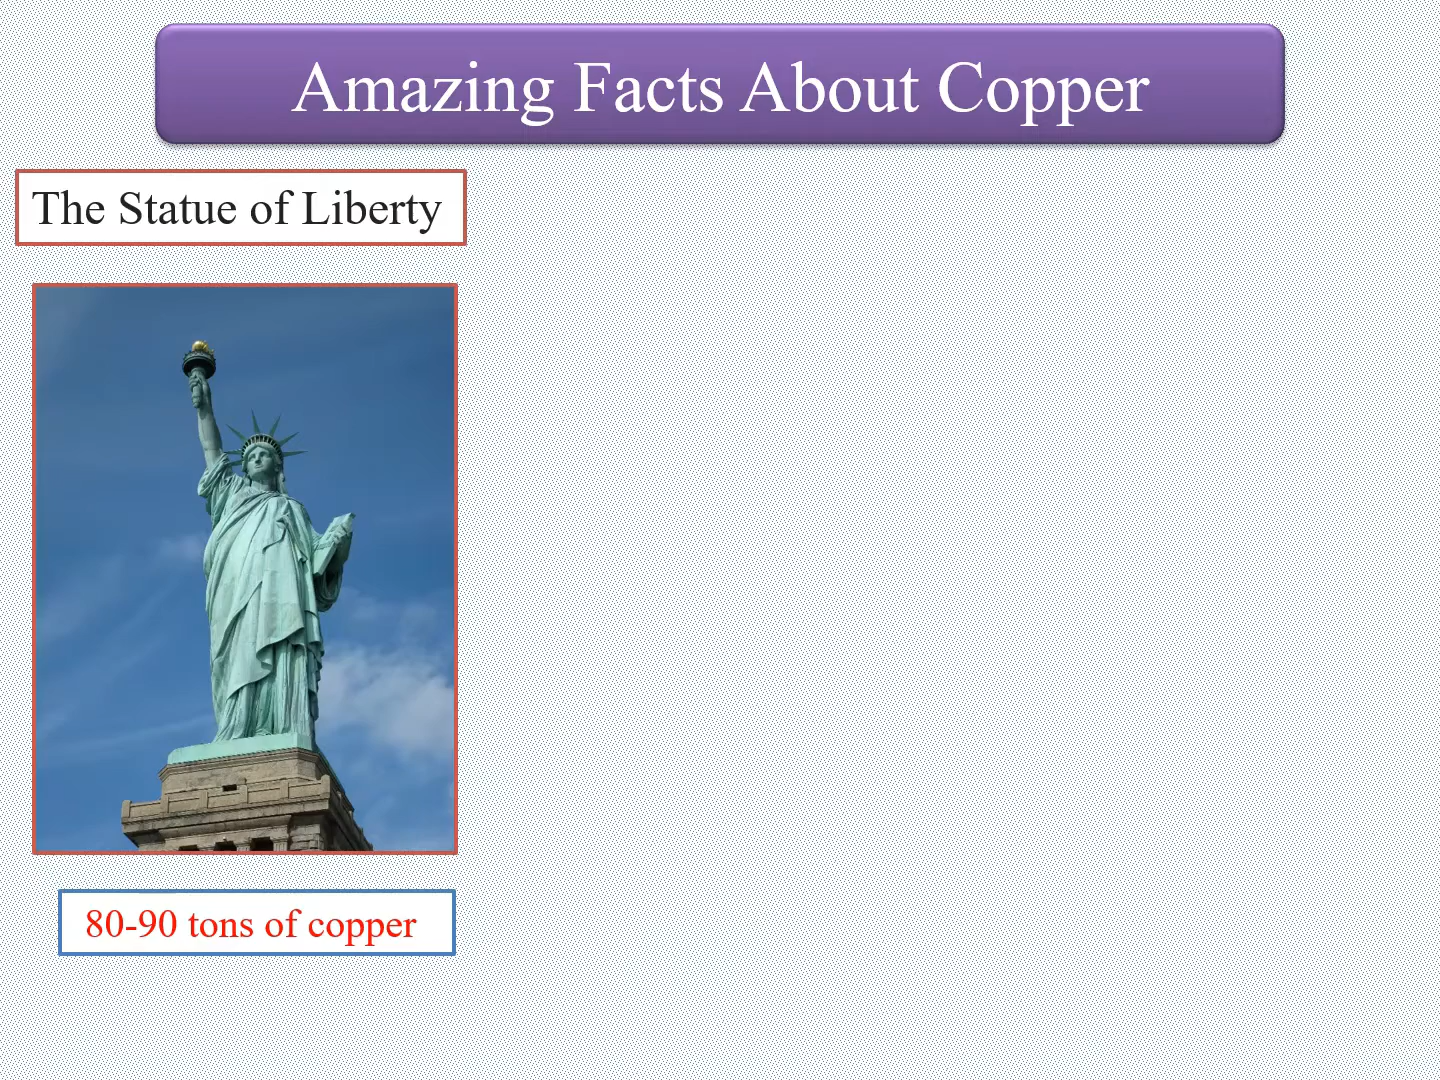 Amazing Facts About Copper
The Statue of Liberty
80-90 tons of copper